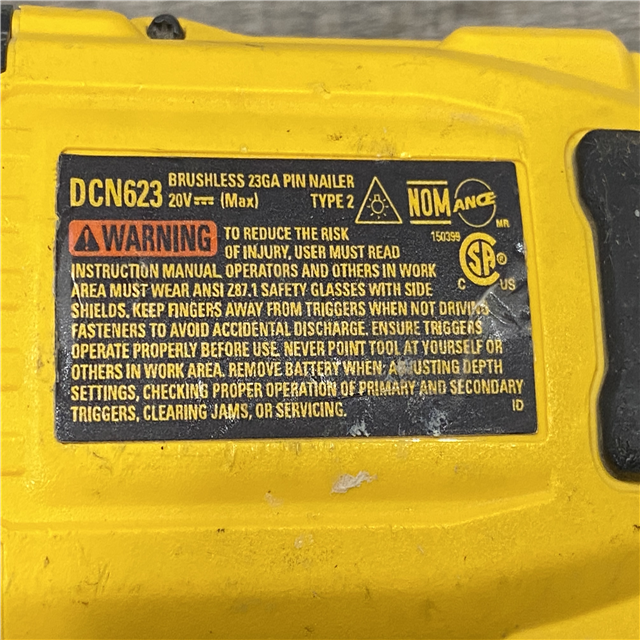 DCN623 BRUSHLESS 23GA PIN NAILER
20V (Max) TYPE 2
NOM ANCE
MR
WARNING TO REDUCE THE RISK
150399
OF INJURY, USER MUST READ
SA
C US
INSTRUCTION MANUAL. OPERATORS AND OTHERS IN WORK
AREA MUST WEAR ANSI Z87.1 SAFETY GLASSES WITH SIDE
SHIELDS. KEEP FINGERS AWAY FROM TRIGGERS WHEN NOT DRIVING
FASTENERS TO AVOID ACCIDENTAL DISCHARGE. ENSURE TRIGGERS
OPERATE PROPERLY BEFORE USE. NEVER POINT TOOL AT YOURSELF OR
OTHERS IN WORK AREA. REMOVE BATTERY WHEN ADJUSTING DEPTH
SETTINGS, CHECKING PROPER OPERATION OF PRIMARY AND SECONDARY
TRIGGERS, CLEARING JAMS, OR SERVICING. ID